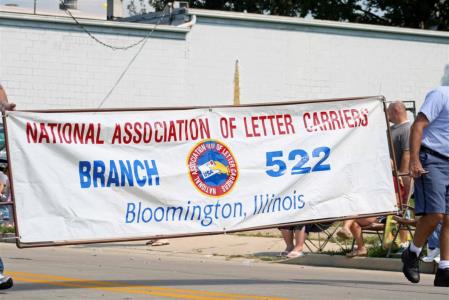 NATIONAL ASSOCIATION OF LETTER CARRIERS
BRANCH 522
Bloomington, Illinois